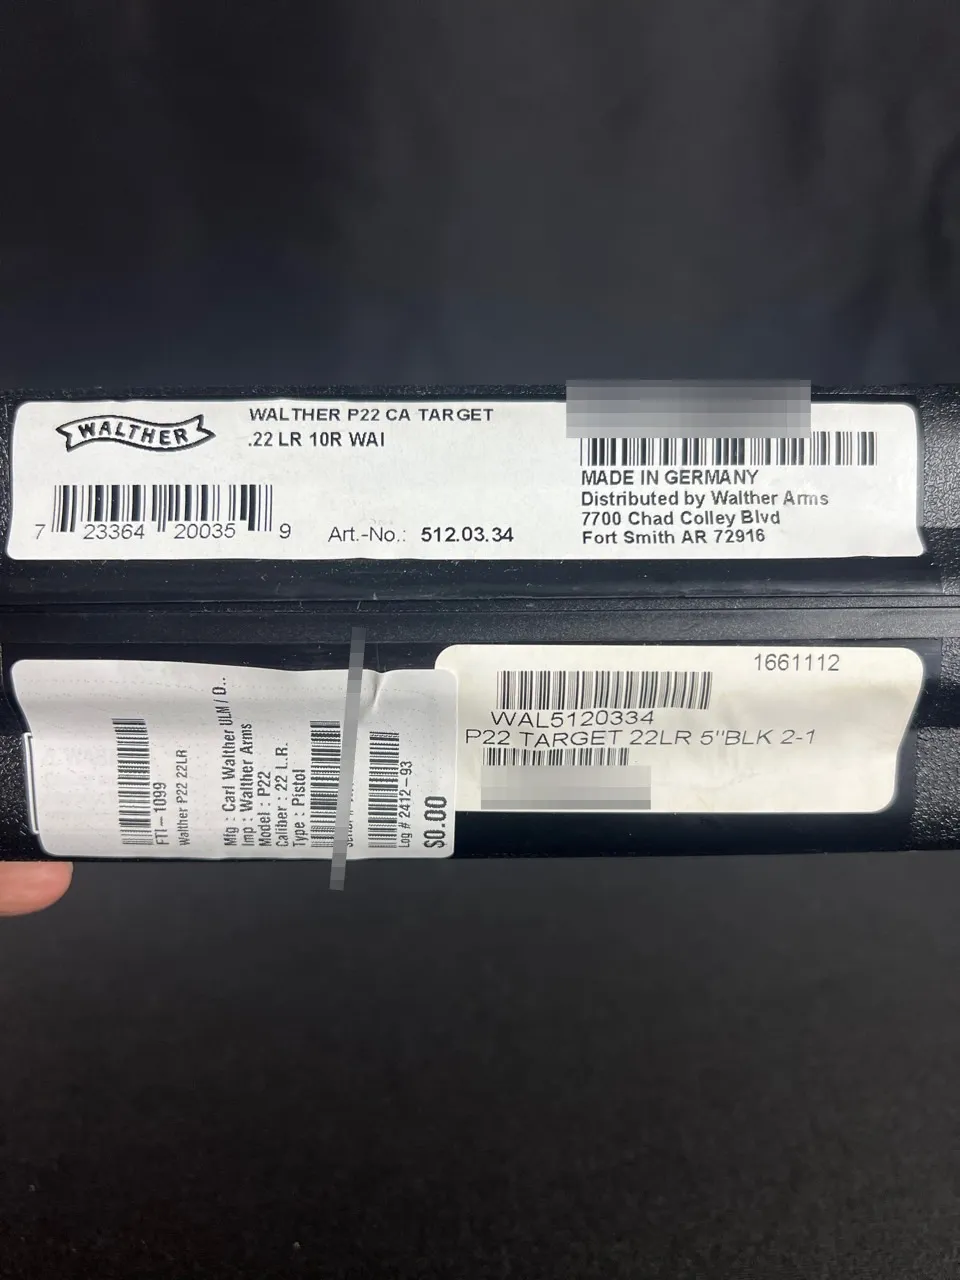 WALTHER
WALTHER P22 CA TARGET
.22 LR 10R WAI
7 23364 20035 9
Art.-No.: 512.03.34
MADE IN GERMANY
Distributed by Walther Arms
7700 Chad Colley Blvd
Fort Smith AR 72916
FTI-1099
Walther P22 22LR
Mfg : Carl Walther ULM / D..
Imp : Walther Arms
Model : P22
Caliber : 22 L.R.
Type : Pistol
Log # 2412-93
$0.00
1661112
WAL5120334
P22 TARGET 22LR 5"BLK 2-1